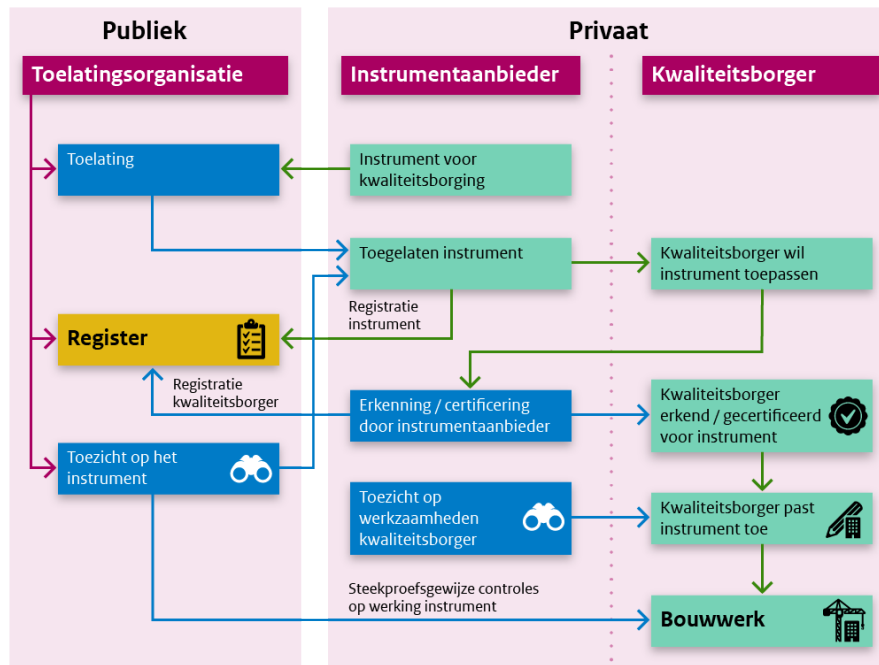 Publiek
Privaat
Toelatingsorganisatie
Instrumentaanbieder
Kwaliteitsborger
Toelating
Instrument voor
kwaliteitsborging
Toegelaten instrument
Kwaliteitsborger wil
instrument toepassen
Registratie
instrument
Register
Registratie
kwaliteitsborger
Erkenning / certificering
door instrumentaanbieder
Kwaliteitsborger
erkend / gecertificeerd
voor instrument
Toezicht op het
instrument
Toezicht op
werkzaamheden
kwaliteitsborger
Kwaliteitsborger past
instrument toe
Steekproefsgewijze controles
op werking instrument
Bouwwerk